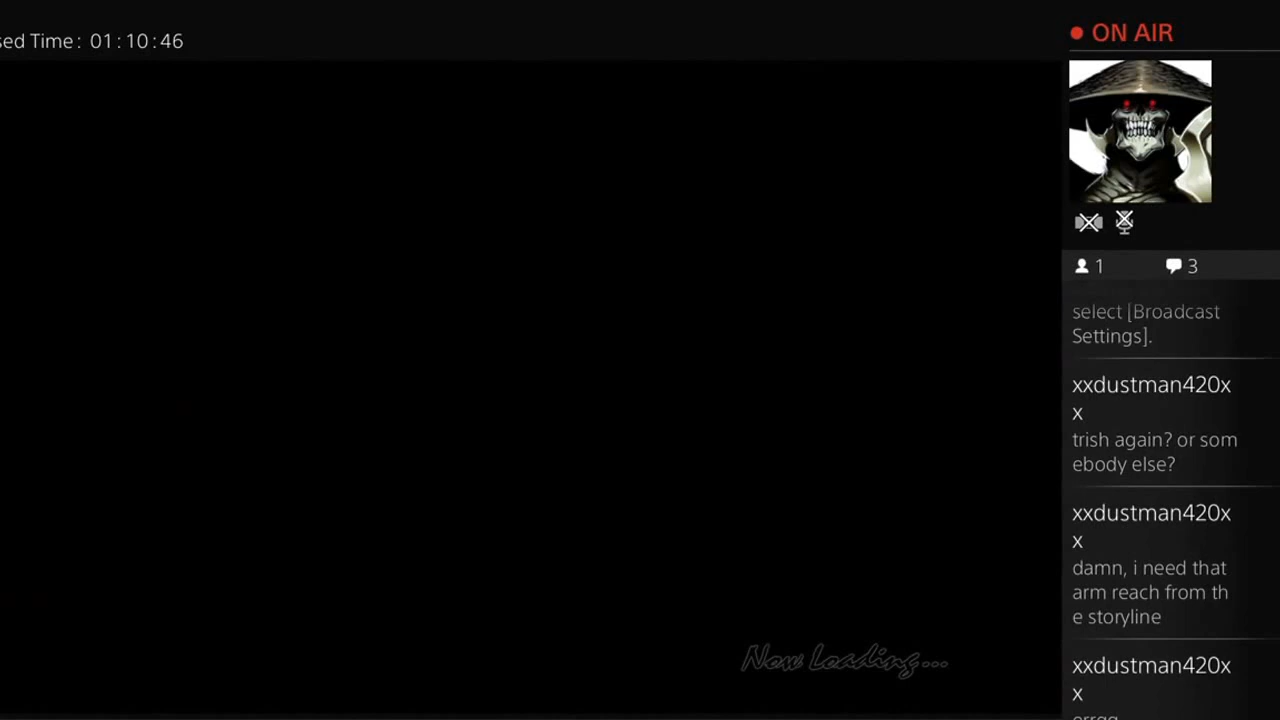 sed Time: 01:10:46
ON AIR
1 3
select [Broadcast
Settings].
xxdustman420x
x
trish again? or som
ebody else?
xxdustman420x
x
damn, i need that
arm reach from th
e storyline
Now Loading...
xxdustman420x
x